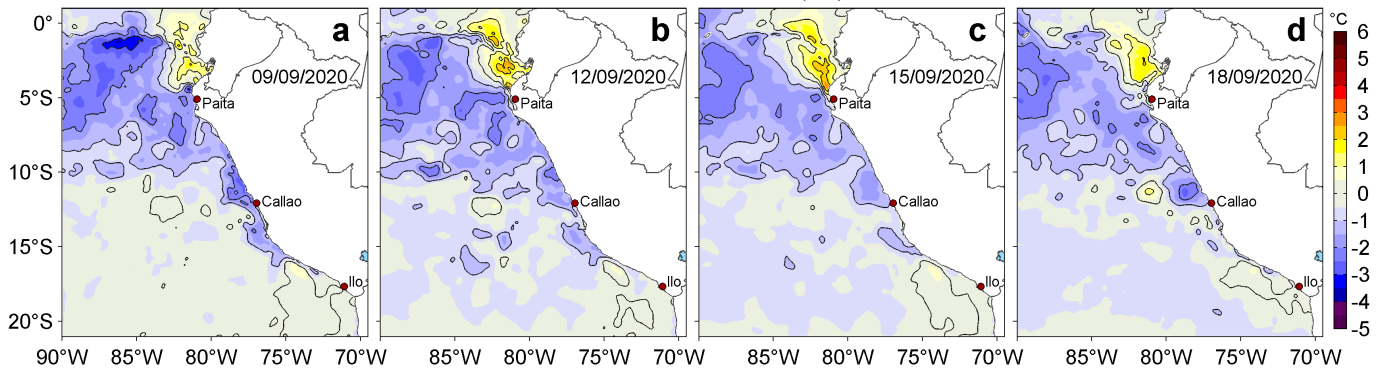 a
b
c
d
°C
09/09/2020
12/09/2020
15/09/2020
18/09/2020
0°
5°S
10°S
15°S
20°S
Paita
Callao
Ilo
Paita
Callao
Ilo
Paita
Callao
Ilo
Paita
Callao
Ilo
90°W
85°W
80°W
75°W
70°W
85°W
80°W
75°W
70°W
85°W
80°W
75°W
70°W
85°W
80°W
75°W
70°W
6
5
4
3
2
1
0
-1
-2
-3
-4
-5